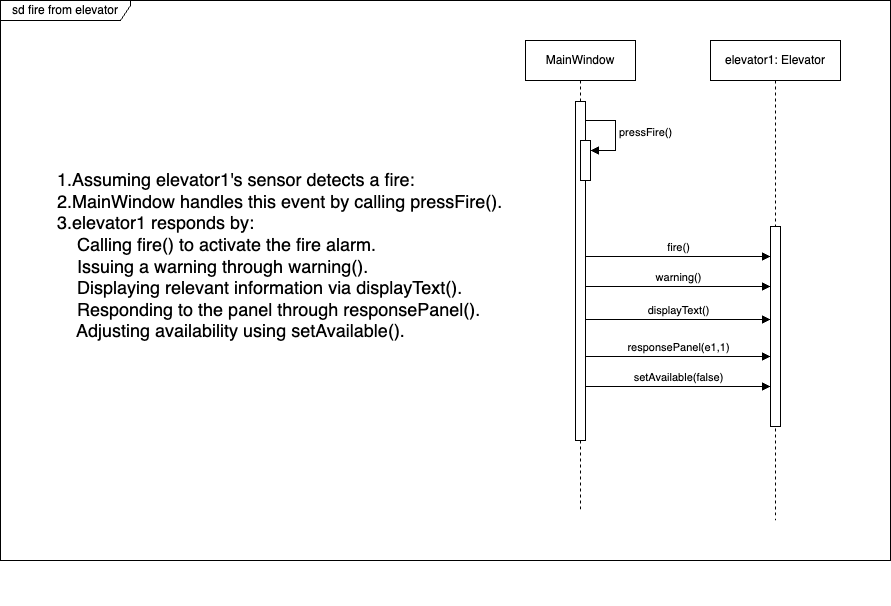 sd fire from elevator
MainWindow
elevator1: Elevator
pressFire()
1.Assuming elevator1's sensor detects a fire:
2.MainWindow handles this event by calling pressFire().
3.elevator1 responds by:
Calling fire() to activate the fire alarm.
Issuing a warning through warning().
Displaying relevant information via displayText().
Responding to the panel through responsePanel().
Adjusting availability using setAvailable().
fire()
warning()
displayText()
responsePanel(e1,1)
setAvailable(false)